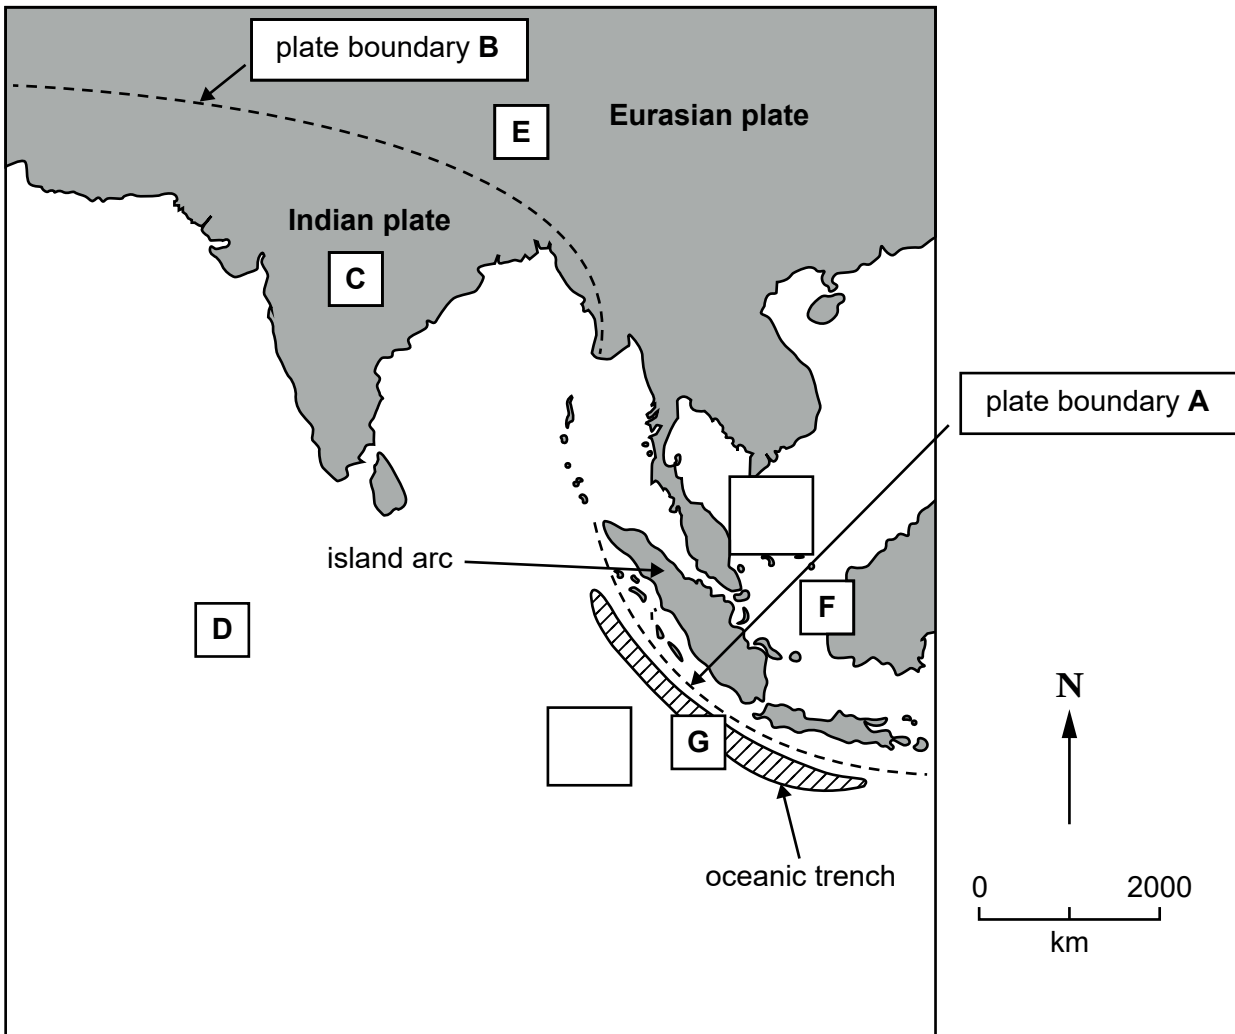 plate boundary B
E
Eurasian plate
Indian plate
C
plate boundary A
island arc
F
D
N
G
oceanic trench
0 2000
km